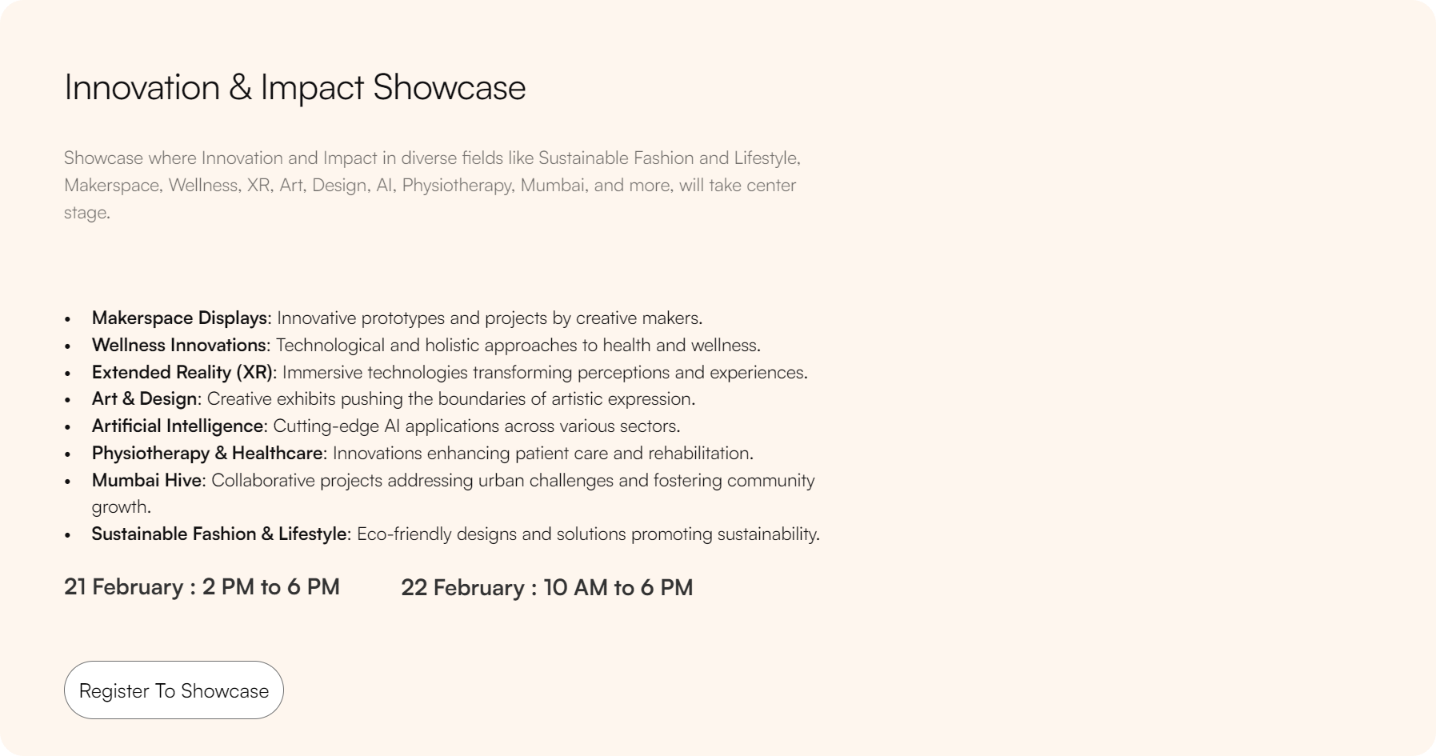 Innovation & Impact Showcase
Showcase where Innovation and Impact in diverse fields like Sustainable Fashion and Lifestyle,
Makerspace, Wellness, XR, Art, Design, AI, Physiotherapy, Mumbai, and more, will take center
stage.
• Makerspace Displays: Innovative prototypes and projects by creative makers.
• Wellness Innovations: Technological and holistic approaches to health and wellness.
• Extended Reality (XR): Immersive technologies transforming perceptions and experiences.
• Art & Design: Creative exhibits pushing the boundaries of artistic expression.
• Artificial Intelligence: Cutting-edge AI applications across various sectors.
• Physiotherapy & Healthcare: Innovations enhancing patient care and rehabilitation.
• Mumbai Hive: Collaborative projects addressing urban challenges and fostering community
growth.
• Sustainable Fashion & Lifestyle: Eco-friendly designs and solutions promoting sustainability.
21 February : 2 PM to 6 PM 22 February : 10 AM to 6 PM
Register To Showcase